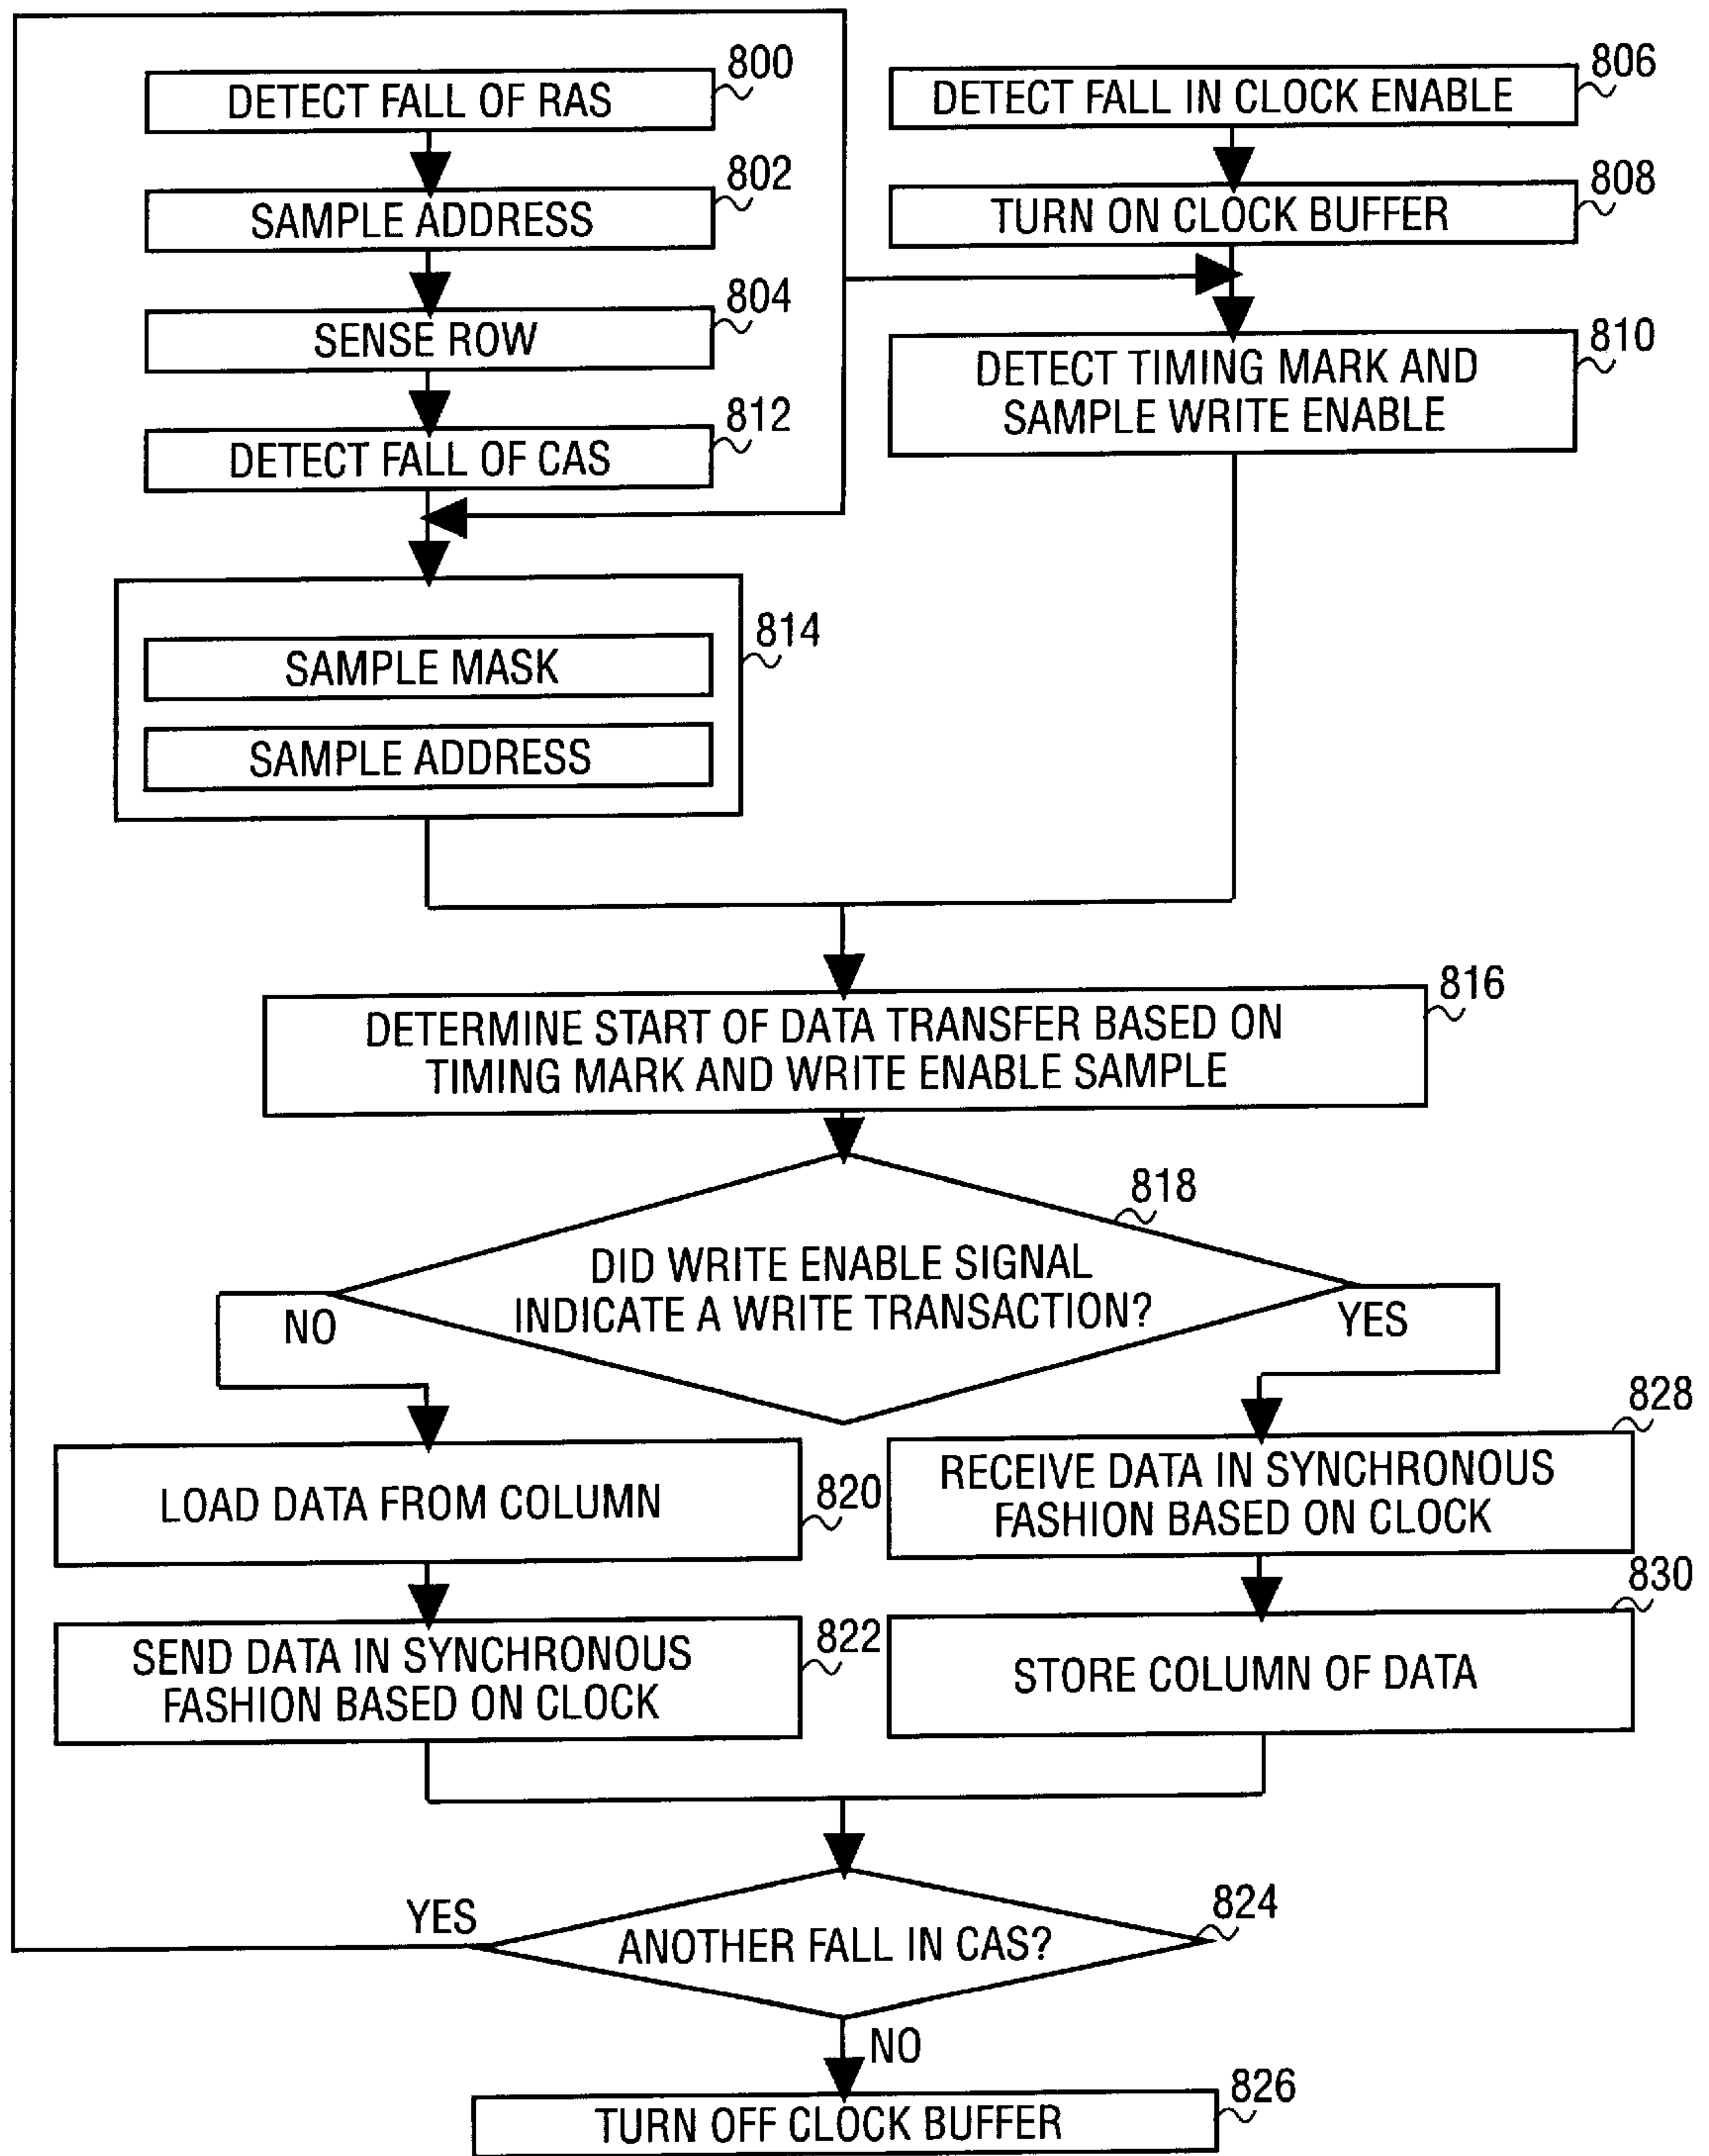 800
DETECT FALL OF RAS
802
SAMPLE ADDRESS
804
SENSE ROW
812
DETECT FALL OF CAS
814
SAMPLE MASK
SAMPLE ADDRESS
806
DETECT FALL IN CLOCK ENABLE
808
TURN ON CLOCK BUFFER
810
DETECT TIMING MARK AND
SAMPLE WRITE ENABLE
816
DETERMINE START OF DATA TRANSFER BASED ON
TIMING MARK AND WRITE ENABLE SAMPLE
818
DID WRITE ENABLE SIGNAL
INDICATE A WRITE TRANSACTION?
NO
YES
LOAD DATA FROM COLUMN
820
SEND DATA IN SYNCHRONOUS
FASHION BASED ON CLOCK
822
828
RECEIVE DATA IN SYNCHRONOUS
FASHION BASED ON CLOCK
830
STORE COLUMN OF DATA
YES
824
ANOTHER FALL IN CAS?
NO
826
TURN OFF CLOCK BUFFER